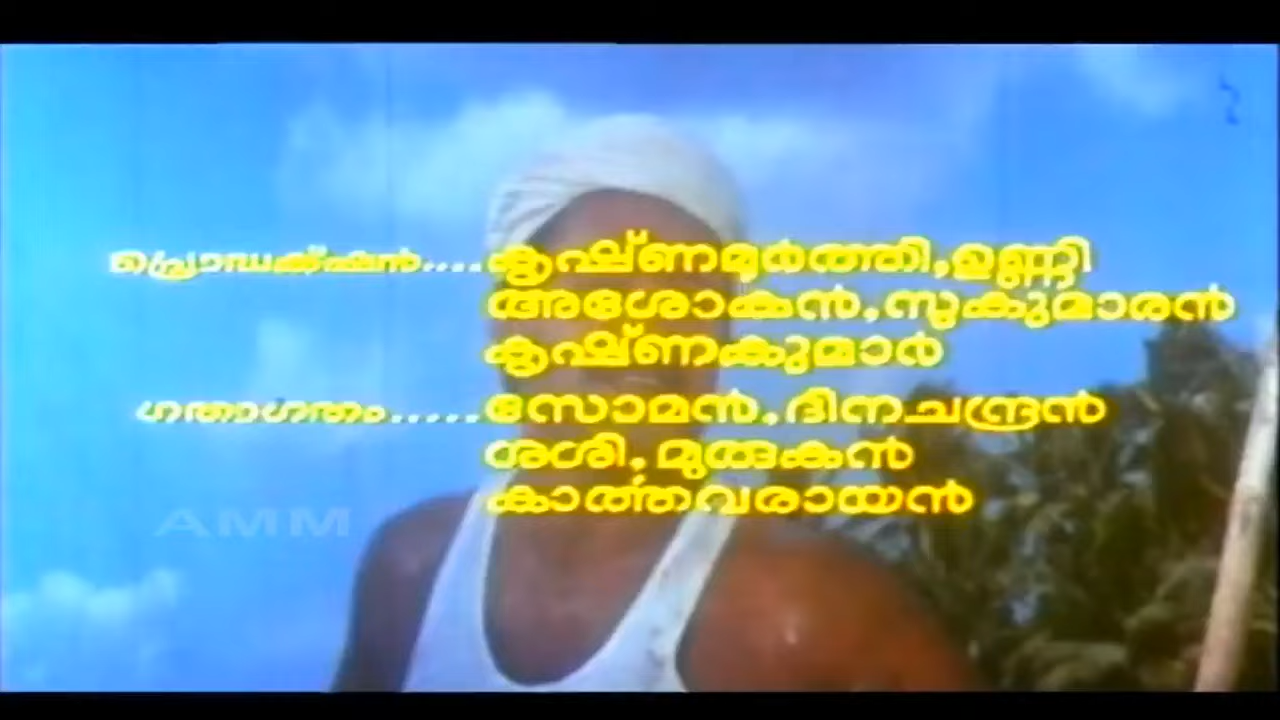 പ്രൊഡക്ഷൻ....കൃഷ്ണമൂർത്തി,ഉണ്ണി
അശോകൻ,സുകുമാരൻ
കൃഷ്ണകുമാർ
ഗതാഗതം.....സോമൻ,ദിനചന്ദ്രൻ
ശശി,മുരുകൻ
കാർത്തവരായൻ
AMM